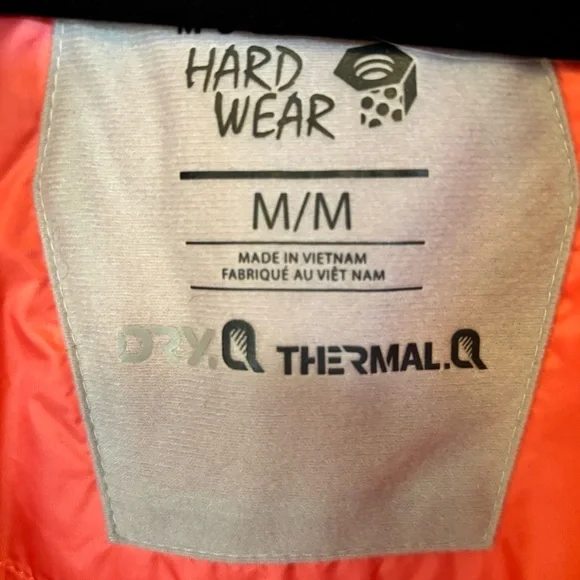 HARD
WEAR
M/M
MADE IN VIETNAM
FABRIQUÉ AU VIÊT NAM
DRY.Q THERMAL.Q